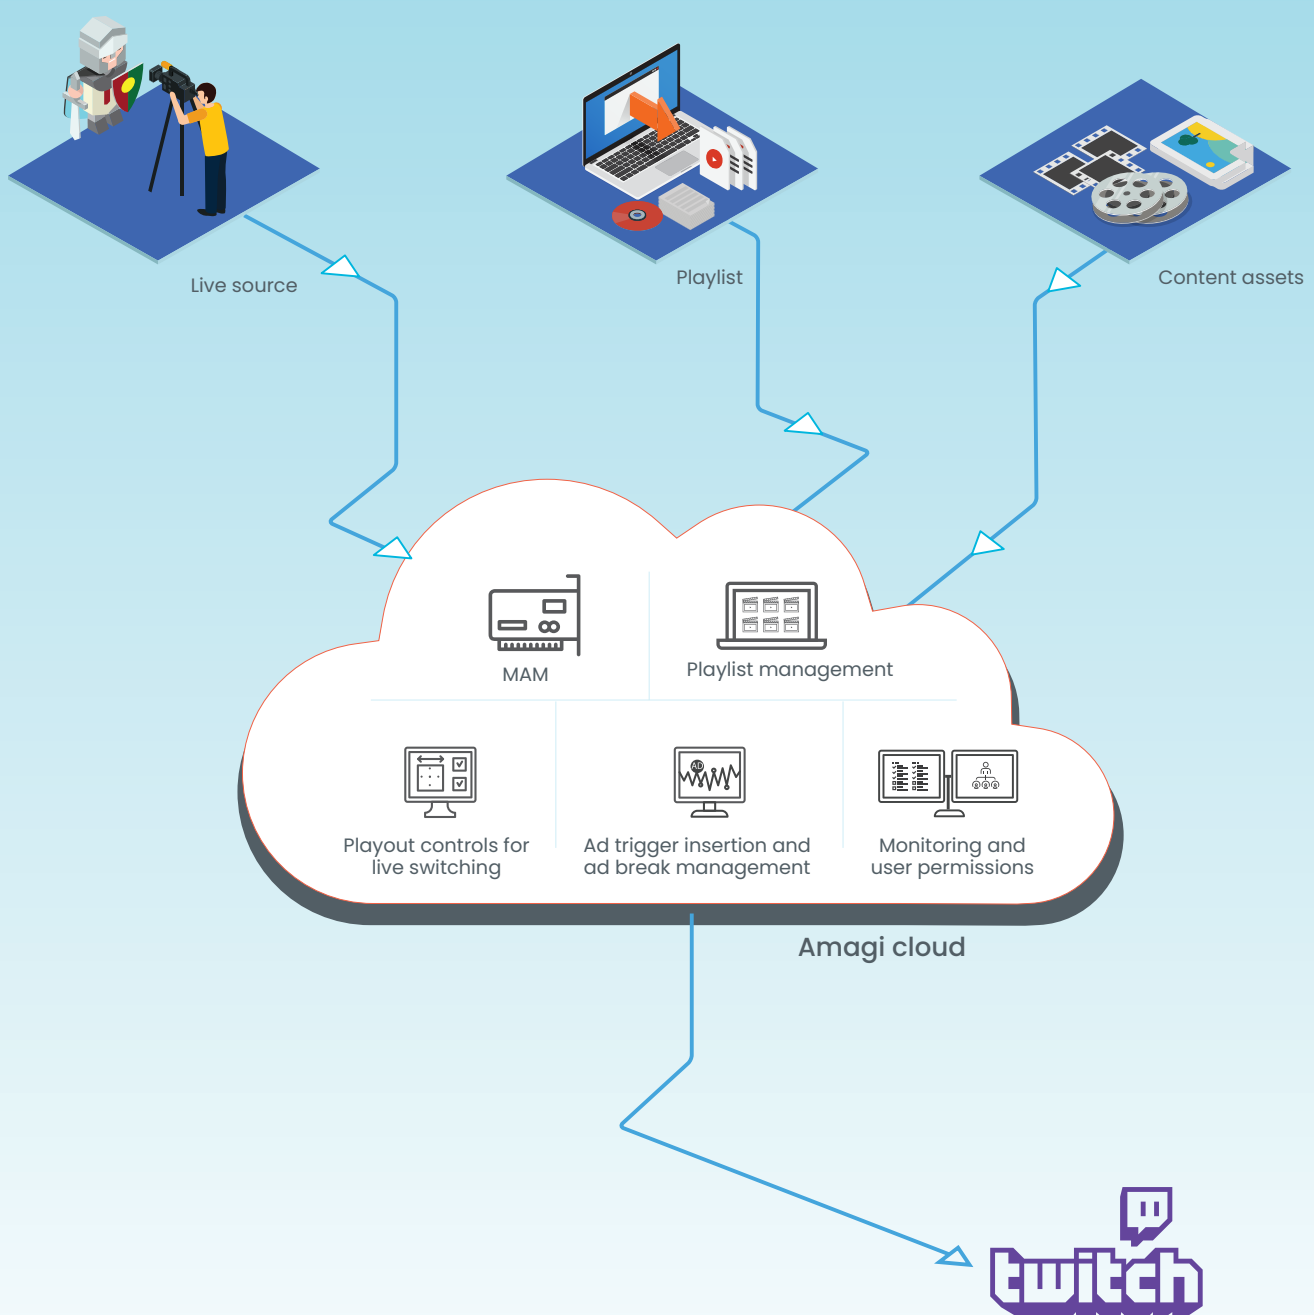 Live source
Playlist
Content assets
MAM
Playlist management
AD
Playout controls for
live switching
Ad trigger insertion and
ad break management
Monitoring and
user permissions
Amagi cloud
twitch